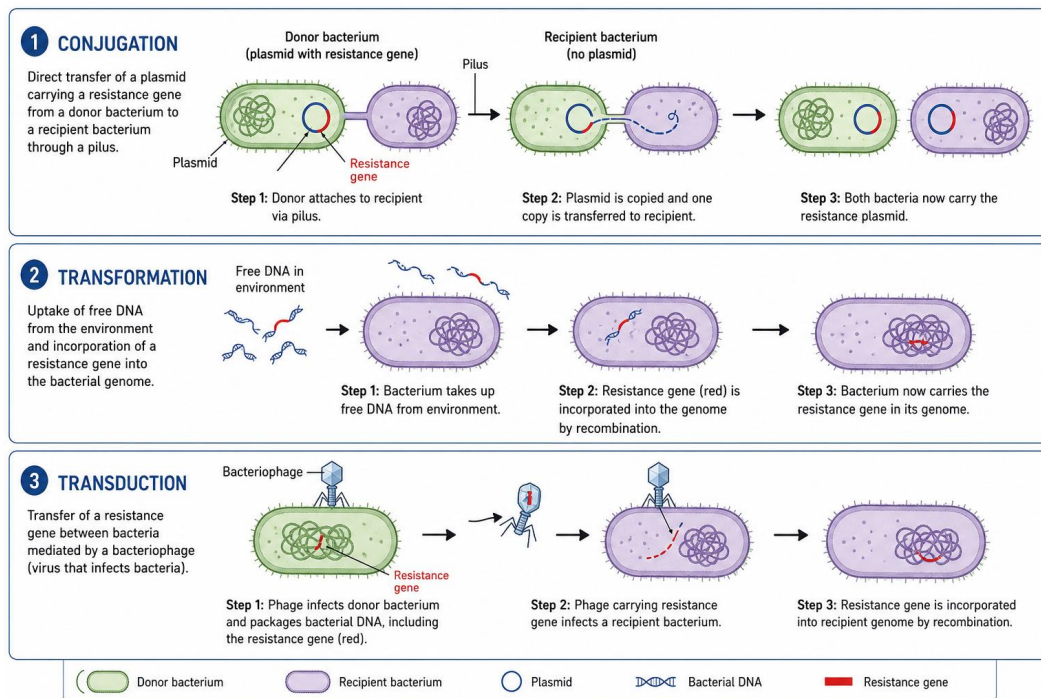 1 CONJUGATION
Direct transfer of a plasmid
carrying a resistance gene
from a donor bacterium to
a recipient bacterium
through a pilus.
Donor bacterium
(plasmid with resistance gene)
Pilus
Recipient bacterium
(no plasmid)
Plasmid
Resistance
gene
Step 1: Donor attaches to recipient
via pilus.
Step 2: Plasmid is copied and one
copy is transferred to recipient.
Step 3: Both bacteria now carry the
resistance plasmid.
2 TRANSFORMATION
Uptake of free DNA
from the environment
and incorporation of a
resistance gene into
the bacterial genome.
Free DNA in
environment
Step 1: Bacterium takes up
free DNA from environment.
Step 2: Resistance gene (red) is
incorporated into the genome
by recombination.
Step 3: Bacterium now carries the
resistance gene in its genome.
3 TRANSDUCTION
Transfer of a resistance
gene between bacteria
mediated by a bacteriophage
(virus that infects bacteria).
Bacteriophage
Resistance
gene
Step 1: Phage infects donor bacterium
and packages bacterial DNA, including
the resistance gene (red).
Step 2: Phage carrying resistance
gene infects a recipient bacterium.
Step 3: Resistance gene is incorporated
into recipient genome by recombination.
Donor bacterium
Recipient bacterium
Plasmid
Bacterial DNA
Resistance gene